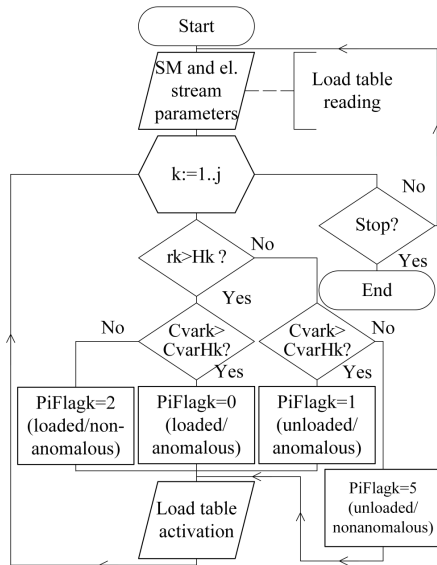 Start
SM and el.
stream
parameters
Load table
reading
k:=1..j
No
Stop?
Yes
End
rk>Hk ?
No
Yes
No
Cvark>
CvarHk?
Yes
Cvark>
CvarHk?
No
Yes
PiFlagk=2
(loaded/non-
anomalous)
PiFlagk=0
(loaded/
anomalous)
PiFlagk=1
(unloaded/
anomalous)
PiFlagk=5
(unloaded/
nonanomalous)
Load table
activation